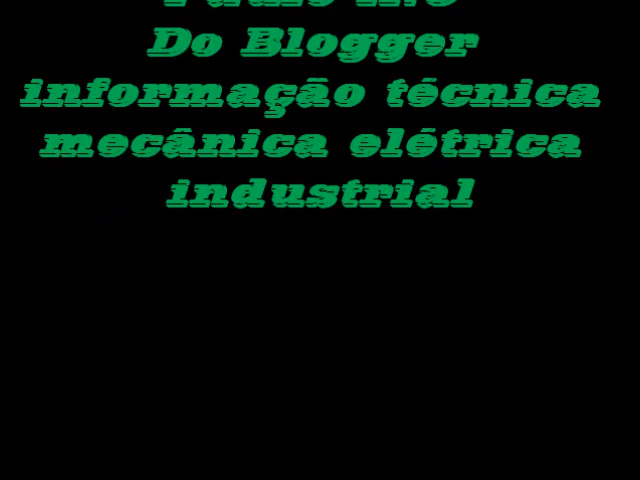 Do Blogger
informação técnica
mecânica elétrica
industrial